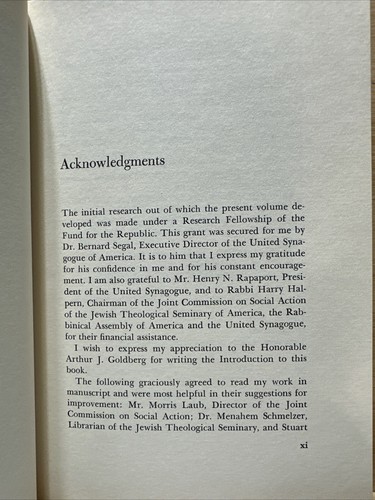 Acknowledgments
The initial research out of which the present volume de-
veloped was made under a Research Fellowship of the
Fund for the Republic. This grant was secured for me by
Dr. Bernard Segal, Executive Director of the United Syna-
gogue of America. It is to him that I express my gratitude
for his confidence in me and for his constant encourage-
ment. I am also grateful to Mr. Henry N. Rapaport, Presi-
dent of the United Synagogue, and to Rabbi Harry Hal-
pern, Chairman of the Joint Commission on Social Action
of the Jewish Theological Seminary of America, the Rab-
binical Assembly of America and the United Synagogue,
for their financial assistance.
I wish to express my appreciation to the Honorable
Arthur J. Goldberg for writing the Introduction to this
book.
The following graciously agreed to read my work in
manuscript and were most helpful in their suggestions for
improvement: Mr. Morris Laub, Director of the Joint
Commission on Social Action; Dr. Menahem Schmelzer,
Librarian of the Jewish Theological Seminary, and Stuart
xi